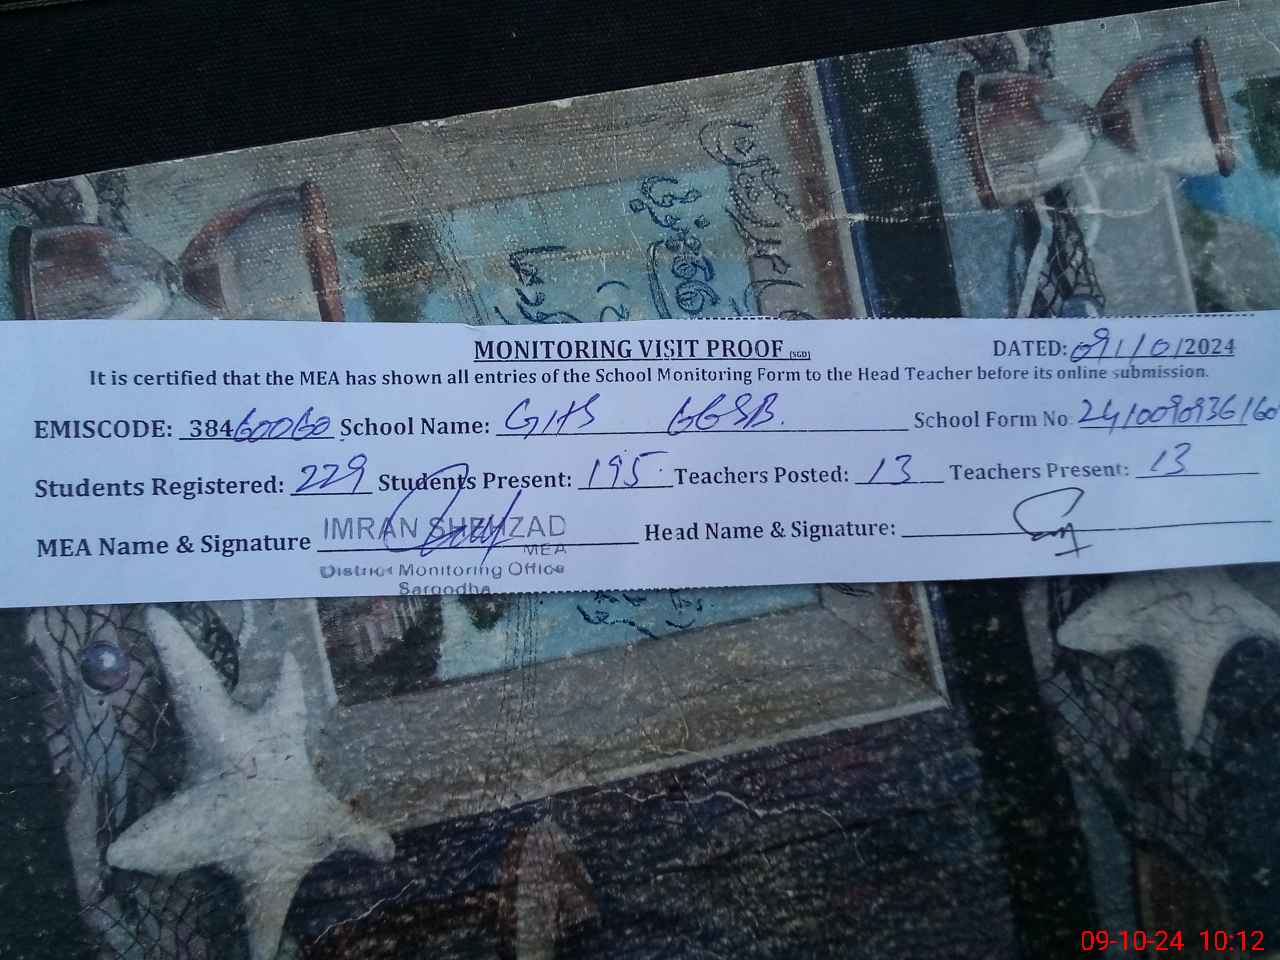 MONITORING VISIT PROOF (SGD) DATED: 09/10/2024
It is certified that the MEA has shown all entries of the School Monitoring Form to the Head Teacher before its online submission.
EMISCODE: 38460060 School Name: GHS School Form No:
Students Registered: 229 Students Present: 195 Teachers Posted: 13 Teachers Present: 13
MEA Name & Signature IMRAN SHEHZAD Head Name & Signature:
MEA
District Monitoring Office
Sargodha
09-10-24 10:12